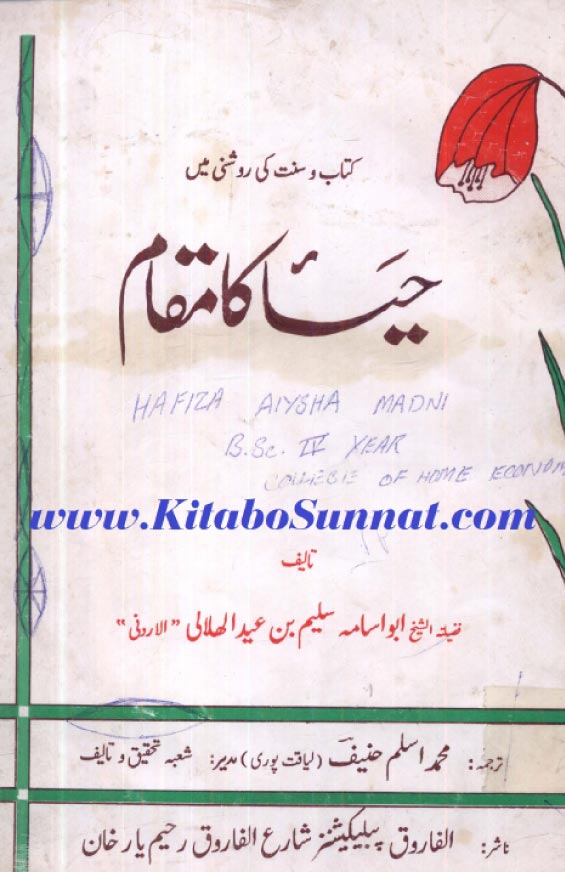 کتاب و سنت کی روشنی میں
حیا کا مقام
HAFIZA AIYSHA MADNI
B.Sc. IV YEAR
COLLEGE OF HOME ECONOM
www.KitaboSunnat.com
تالیف
فضیلۃ الشیخ ابو اسامہ سلیم بن عید الھلالی "الاردنی"
ترجمہ: محمد اسلم حنیف (لیاقت پوری) مدیر: شعبہ تحقیق و تالیف
ناشر: الفاروق پبلیکیشنز شارع الفاروق رحیم یار خان